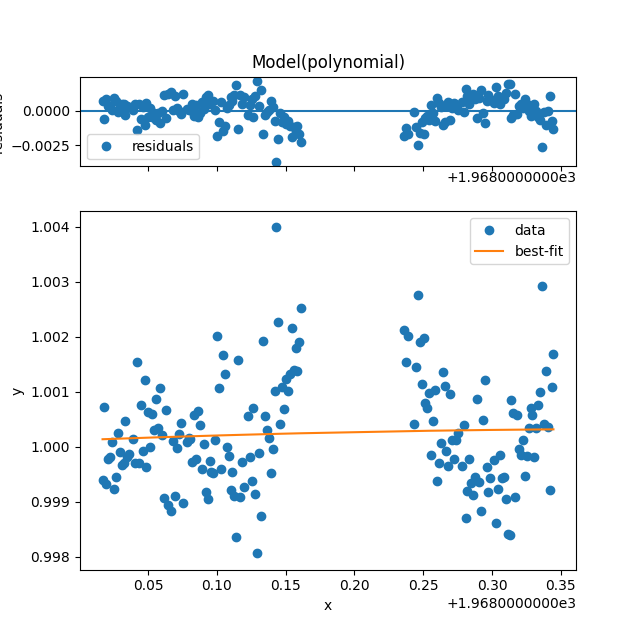 Model(polynomial)
0.0000
−0.0025
residuals
residuals
+1.9680000000e3
data
best-fit
1.004
1.003
1.002
1.001
1.000
0.999
0.998
y
0.05
0.10
0.15
0.20
0.25
0.30
0.35
x
+1.9680000000e3